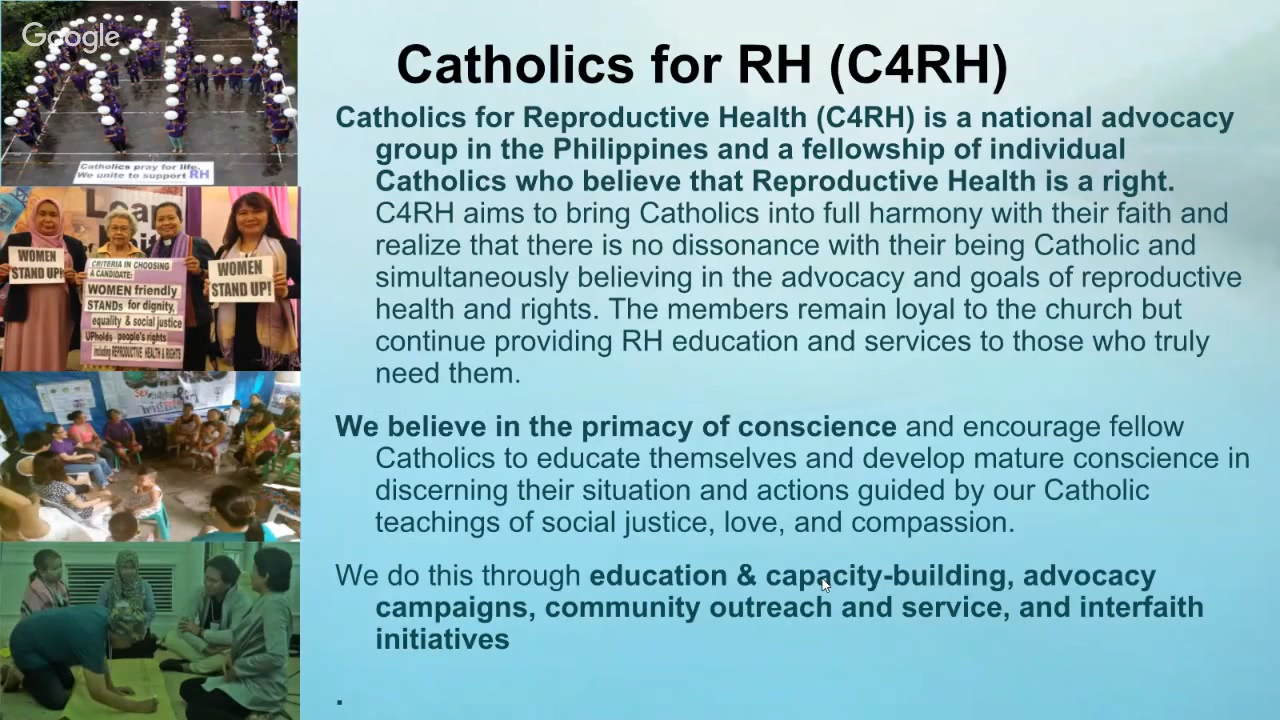 Google
Catholics for RH (C4RH)
Catholics for Reproductive Health (C4RH) is a national advocacy
group in the Philippines and a fellowship of individual
Catholics who believe that Reproductive Health is a right.
C4RH aims to bring Catholics into full harmony with their faith and
realize that there is no dissonance with their being Catholic and
simultaneously believing in the advocacy and goals of reproductive
health and rights. The members remain loyal to the church but
continue providing RH education and services to those who truly
need them.
We believe in the primacy of conscience and encourage fellow
Catholics to educate themselves and develop mature conscience in
discerning their situation and actions guided by our Catholic
teachings of social justice, love, and compassion.
We do this through education & capacity-building, advocacy
campaigns, community outreach and service, and interfaith
initiatives
.
Catholics pray for life.
We unite to support RH
WOMEN
STAND UP!
CRITERIA IN CHOOSING
A CANDIDATE:
WOMEN friendly
STANDs for dignity,
equality & social justice
UPholds people's rights
including REPRODUCTIVE HEALTH & RIGHTS
WOMEN
STAND UP!